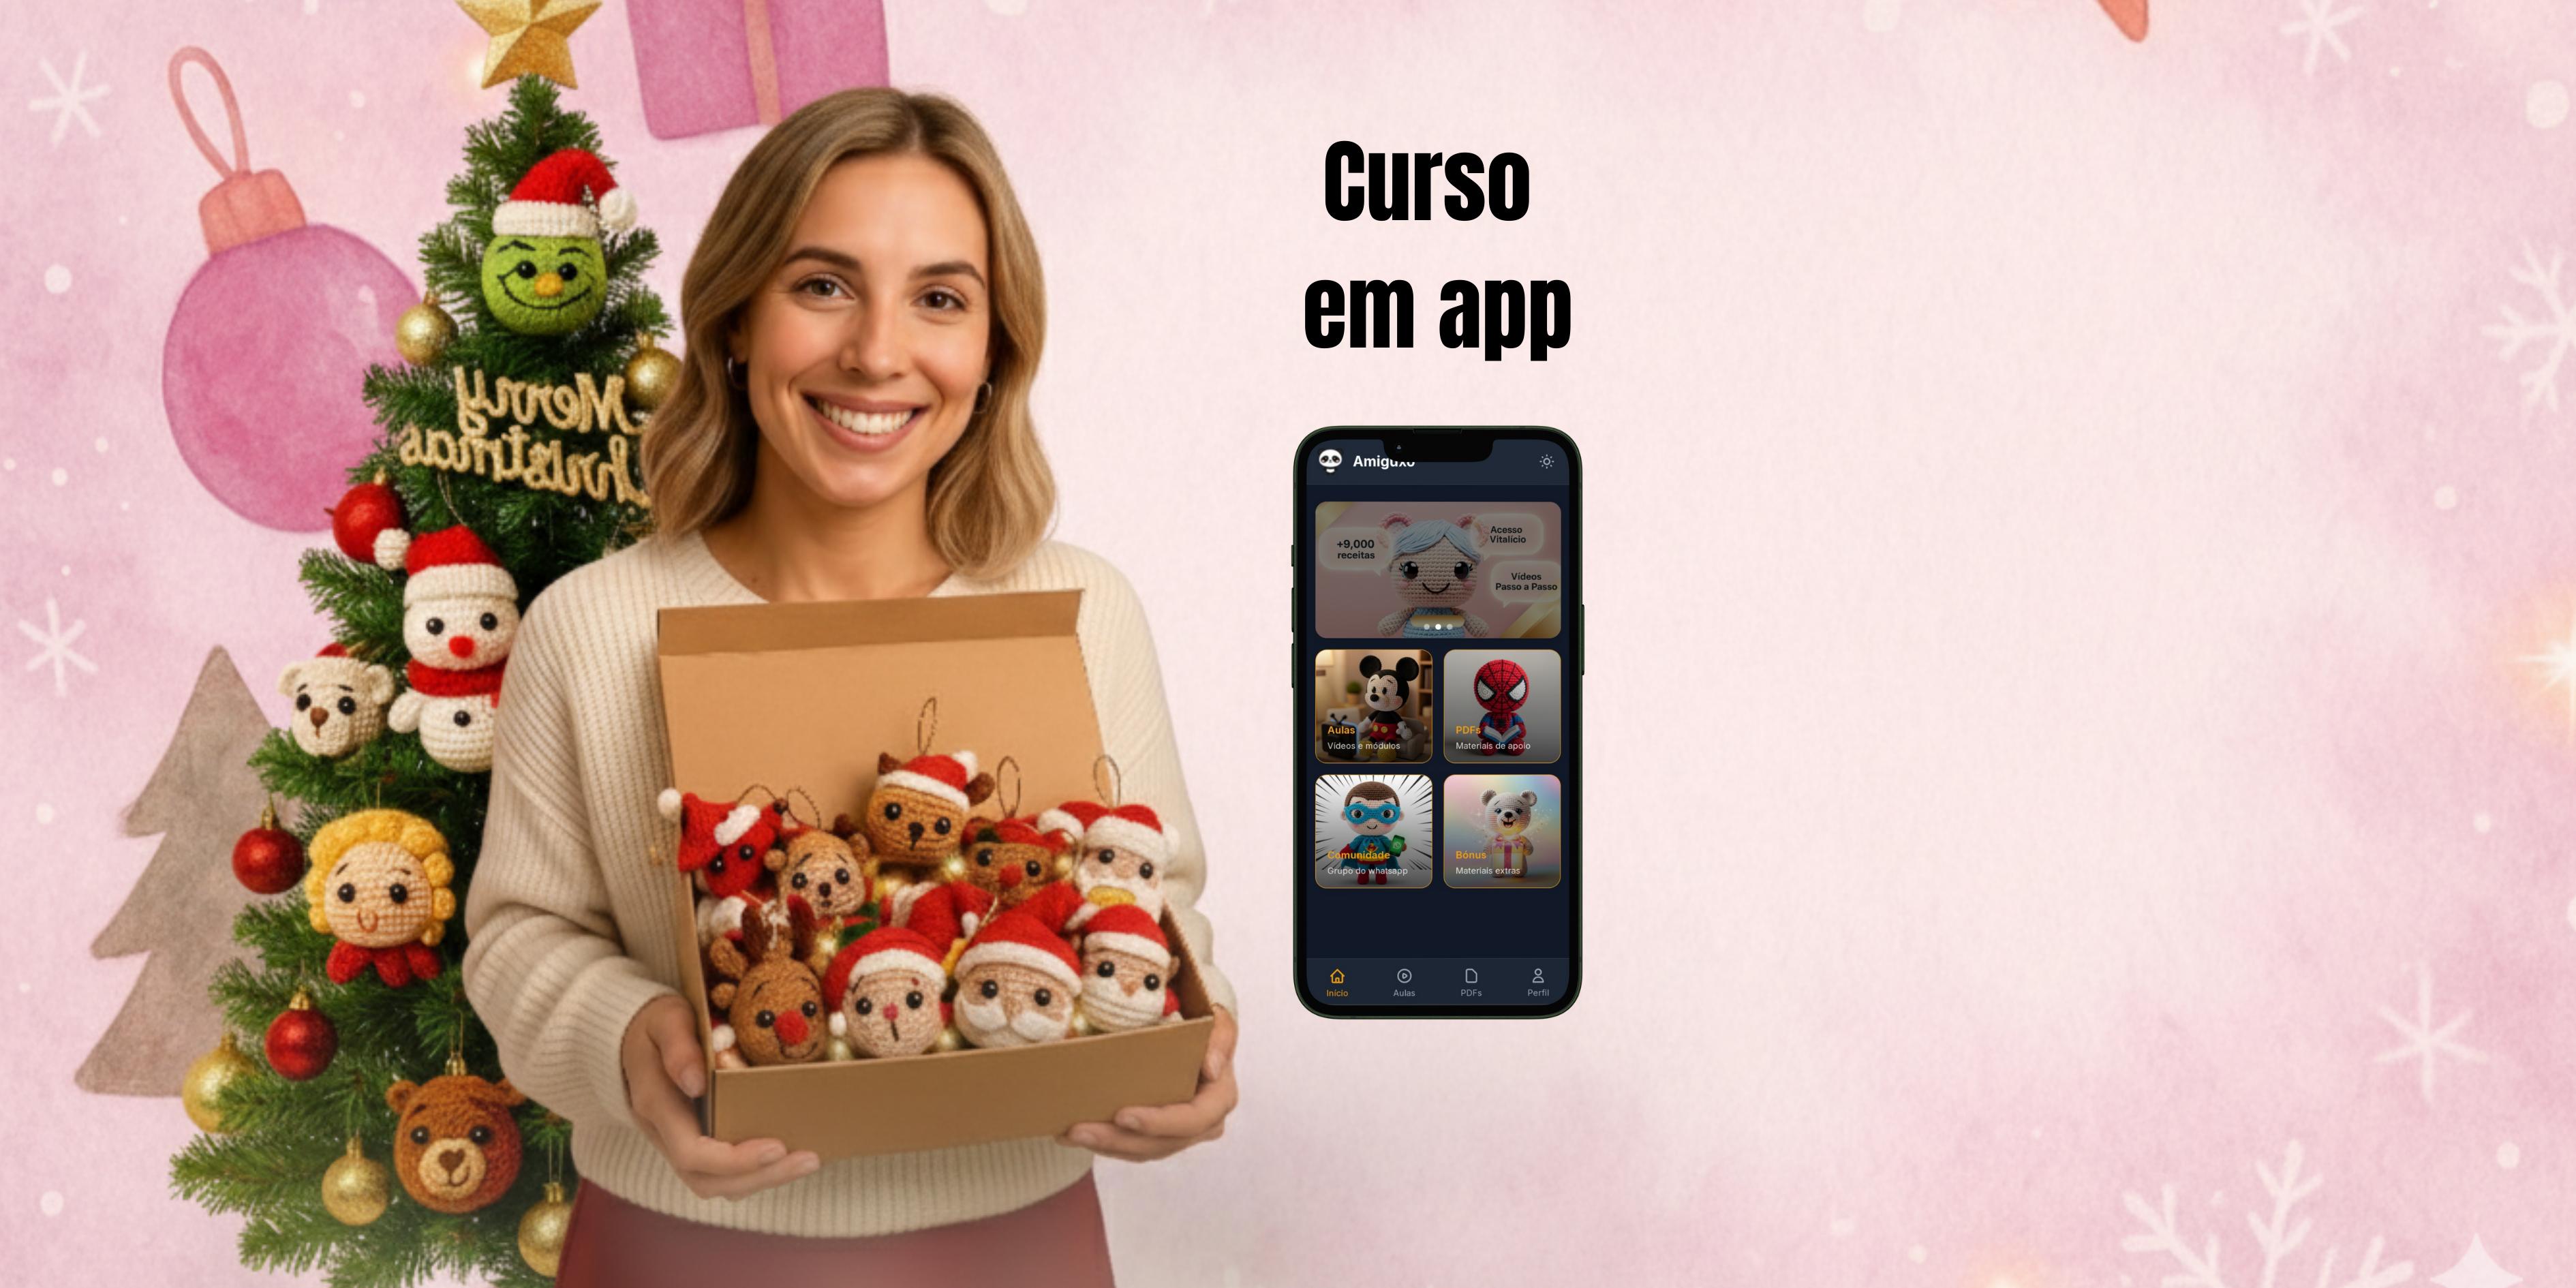 Merry
Christmas
Curso
em app
Amiguxo
+9,000
receitas
Acesso
Vitalício
Vídeos
Passo a Passo
Aulas
Vídeos e módulos
PDFs
Materiais de apoio
Comunidade
Grupo do whatsapp
Bônus
Materiais extras
Início
Aulas
PDFs
Perfil